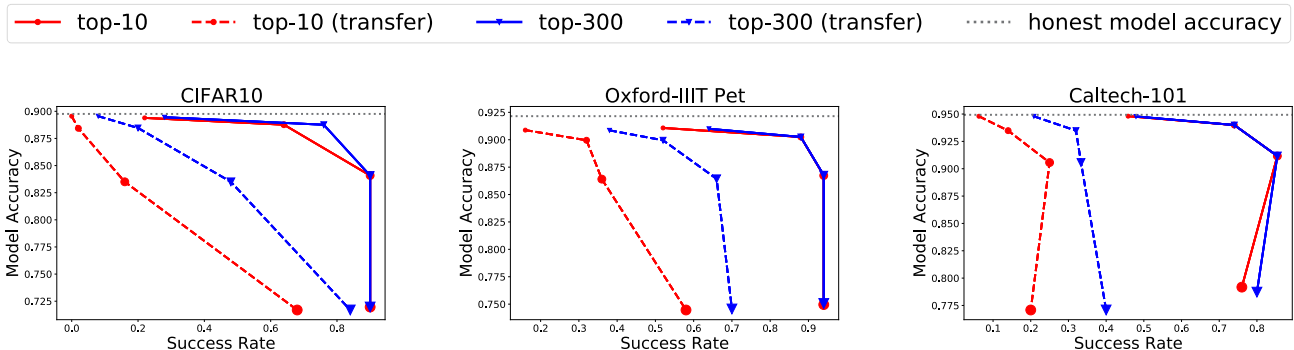 top-10 top-10 (transfer) top-300 top-300 (transfer) honest model accuracy
CIFAR10
Model Accuracy
0.900
0.875
0.850
0.825
0.800
0.775
0.750
0.725
0.0 0.2 0.4 0.6 0.8
Success Rate
Oxford-IIIT Pet
Model Accuracy
0.925
0.900
0.875
0.850
0.825
0.800
0.775
0.750
0.2 0.3 0.4 0.5 0.6 0.7 0.8 0.9
Success Rate
Caltech-101
Model Accuracy
0.950
0.925
0.900
0.875
0.850
0.825
0.800
0.775
0.1 0.2 0.3 0.4 0.5 0.6 0.7 0.8
Success Rate